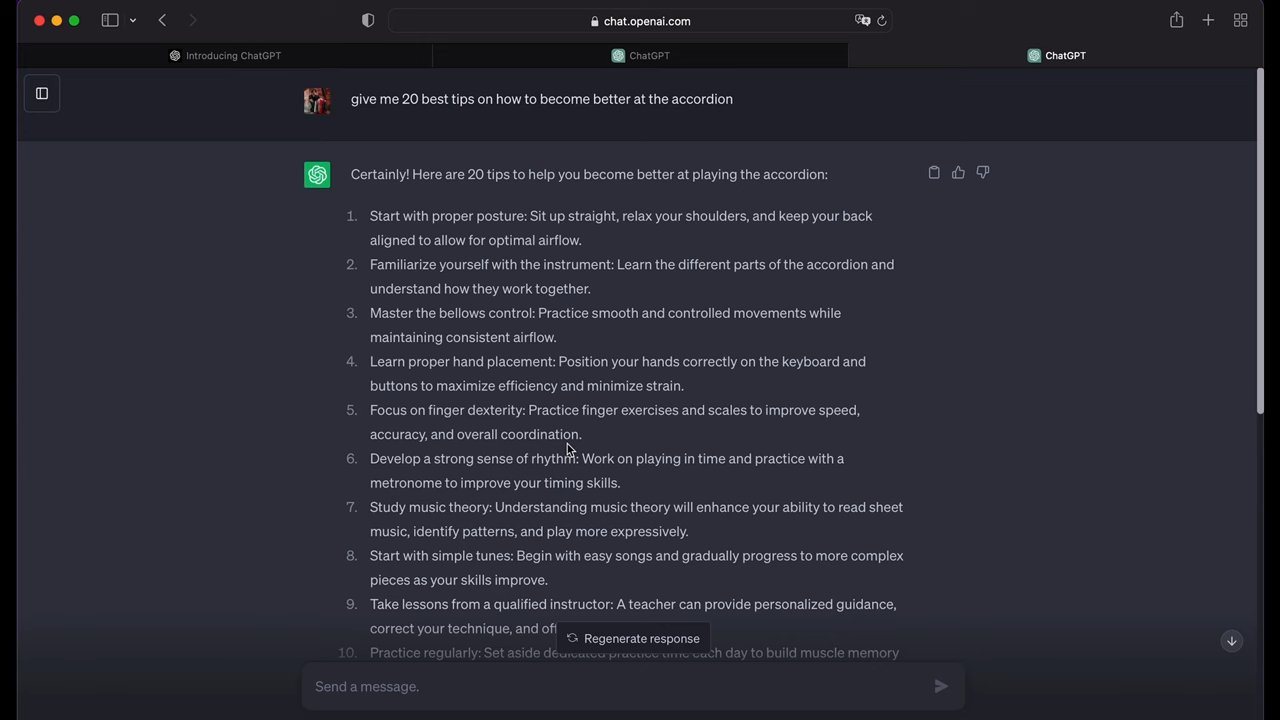 chat.openai.com
Introducing ChatGPT
ChatGPT
ChatGPT
give me 20 best tips on how to become better at the accordion
Certainly! Here are 20 tips to help you become better at playing the accordion:
1. Start with proper posture: Sit up straight, relax your shoulders, and keep your back
aligned to allow for optimal airflow.
2. Familiarize yourself with the instrument: Learn the different parts of the accordion and
understand how they work together.
3. Master the bellows control: Practice smooth and controlled movements while
maintaining consistent airflow.
4. Learn proper hand placement: Position your hands correctly on the keyboard and
buttons to maximize efficiency and minimize strain.
5. Focus on finger dexterity: Practice finger exercises and scales to improve speed,
accuracy, and overall coordination.
6. Develop a strong sense of rhythm: Work on playing in time and practice with a
metronome to improve your timing skills.
7. Study music theory: Understanding music theory will enhance your ability to read sheet
music, identify patterns, and play more expressively.
8. Start with simple tunes: Begin with easy songs and gradually progress to more complex
pieces as your skills improve.
9. Take lessons from a qualified instructor: A teacher can provide personalized guidance,
correct your technique, and
Regenerate response
10. Practice regularly: Set aside dedicated practice time each day to build muscle memory
Send a message.